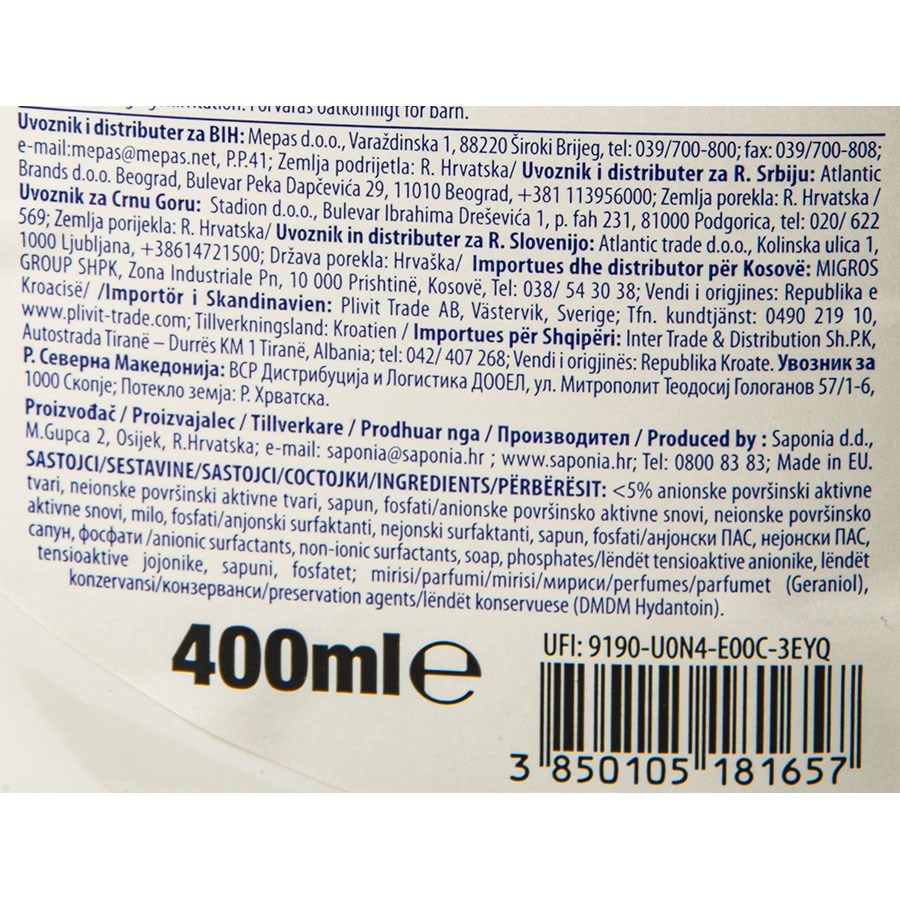 Förvaras oåtkomligt för barn.
Uvoznik i distributer za BIH: Mepas d.o.o., Varaždinska 1, 88220 Široki Brijeg, tel: 039/700-800; fax: 039/700-808;
e-mail:mepas@mepas.net, P.P.41; Zemlja podrijetla: R. Hrvatska/ Uvoznik i distributer za R. Srbiju: Atlantic
Brands d.o.o. Beograd, Bulevar Peka Dapčevića 29, 11010 Beograd, +381 113956000; Zemlja porekla: R. Hrvatska /
Uvoznik za Crnu Goru: Stadion d.o.o., Bulevar Ibrahima Dreševića 1, p. fah 231, 81000 Podgorica, tel: 020/ 622
569; Zemlja porijekla: R. Hrvatska/ Uvoznik in distributer za R. Slovenijo: Atlantic trade d.o.o., Kolinska ulica 1,
1000 Ljubljana, +38614721500; Država porekla: Hrvaška/ Importues dhe distributor për Kosovë: MIGROS
GROUP SHPK, Zona Industriale Pn, 10 000 Prishtinë, Kosovë, Tel: 038/ 54 30 38; Vendi i origjines: Republika e
Kroacisë/ /Importör i Skandinavien: Plivit Trade AB, Västervik, Sverige; Tfn. kundtjänst: 0490 219 10,
www.plivit-trade.com; Tillverkningsland: Kroatien / Importues për Shqipëri: Inter Trade & Distribution Sh.P.K,
Autostrada Tiranë – Durrës KM 1 Tiranë, Albania; tel: 042/ 407 268; Vendi i origjinës: Republika Kroate. Увозник за
Р. Северна Македонија: ВСР Дистрибуција и Логистика ДООЕЛ, ул. Митрополит Теодосиј Гологанов 57/1-6,
1000 Скопје; Потекло земја: Р. Хрватска.
Proizvođač / Proizvajalec / Tillverkare / Prodhuar nga / Производител / Produced by : Saponia d.d.,
M.Gupca 2, Osijek, R.Hrvatska; e-mail: saponia@saponia.hr ; www.saponia.hr; Tel: 0800 83 83; Made in EU.
SASTOJCI/SESTAVINE/SASTOJCI/СОСТОЈКИ/INGREDIENTS/PËRBËRËSIT: <5% anionske površinski aktivne
tvari, neionske površinski aktivne tvari, sapun, fosfati/anionske površinsko aktivne snovi, neionske površinsko
aktivne snovi, milo, fosfati/anjonski surfaktanti, nejonski surfaktanti, sapun, fosfati/анјонски ПАС, нејонски ПАС,
сапун, фосфати /anionic surfactants, non-ionic surfactants, soap, phosphates/lëndët tensioaktive anionike, lëndët
tensioaktive jojonike, sapuni, fosfatet; mirisi/parfumi/mirisi/мириси/perfumes/parfumet (Geraniol),
konzervansi/конзерванси/preservation agents/lëndët konservuese (DMDM Hydantoin).
400ml e
UFI: 9190-U0N4-E00C-3EYQ
3 850105 181657